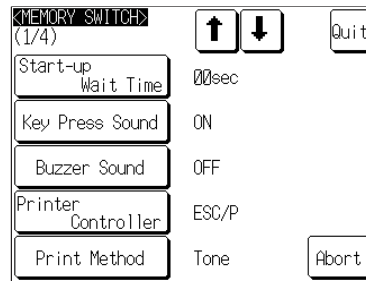 <MEMORY SWITCH>
(1/4)
Quit
Start-up
Wait Time
00sec
Key Press Sound
ON
Buzzer Sound
OFF
Printer
Controller
ESC/P
Print Method
Tone
Abort